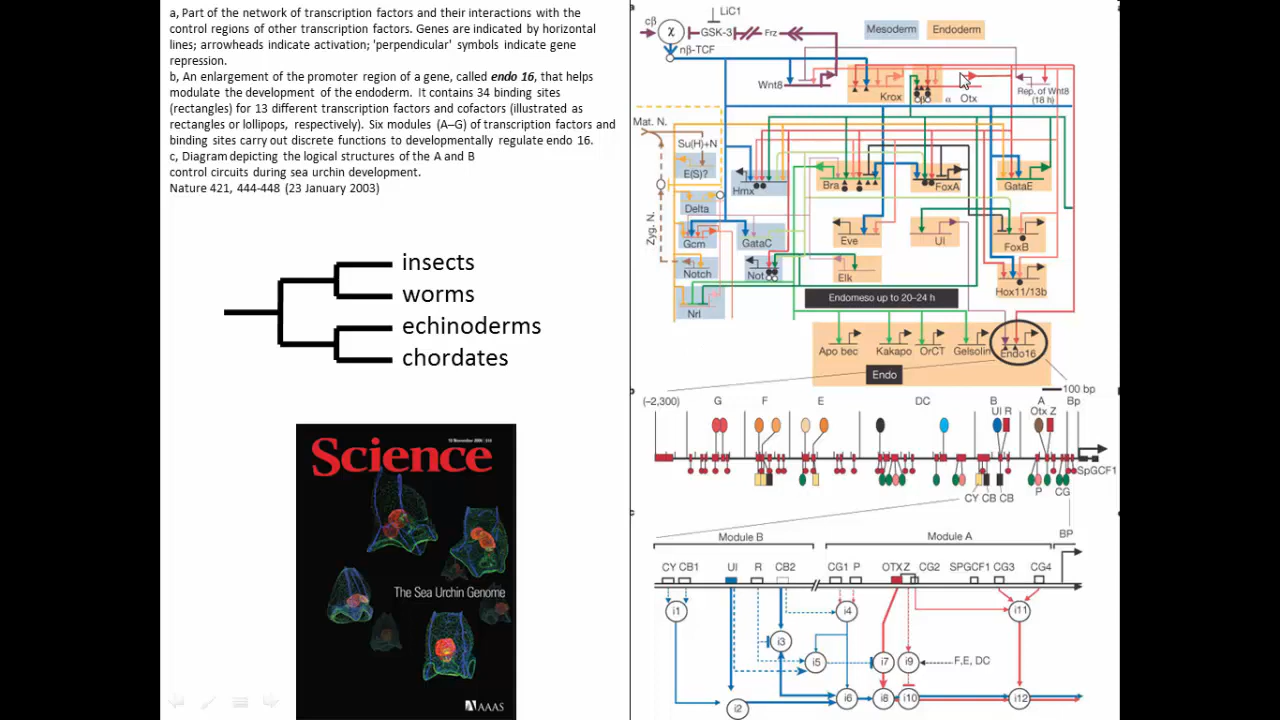 a, Part of the network of transcription factors and their interactions with the
control regions of other transcription factors. Genes are indicated by horizontal
lines; arrowheads indicate activation; 'perpendicular' symbols indicate gene
repression.
b, An enlargement of the promoter region of a gene, called endo 16, that helps
modulate the development of the endoderm. It contains 34 binding sites
(rectangles) for 13 different transcription factors and cofactors (illustrated as
rectangles or lollipops, respectively). Six modules (A–G) of transcription factors and
binding sites carry out discrete functions to developmentally regulate endo 16.
c, Diagram depicting the logical structures of the A and B
control circuits during sea urchin development.
Nature 421, 444-448 (23 January 2003)
insects
worms
echinoderms
chordates
Science
The Sea Urchin Genome
AAAS
LiC1
cβ χ GSK-3 Frz
nβ-TCF
Mesoderm Endoderm
Wnt8 Krox α Otx Rep. of Wnt8
(18 h)
Mat. N.
Su(H)+N
E(S)? Hmx Bra FoxA GataE
Delta
Zyg. N.
Gcm GataC Eve UI FoxB
Notch Not Elk
Nrl Hox11/13b
Endomeso up to 20–24 h
Apo bec Kakapo OrCT Gelsolin Endo16
Endo
100 bp
(−2,300) G F E DC B A Bp
UI R Otx Z
SpGCF1
CY CB CB P CG
Module B Module A BP
CY CB1 UI R CB2 CG1 P OTX Z CG2 SPGCF1 CG3 CG4
i1 i4 i11
i3
i5 i7 i9 F,E, DC
i2 i6 i8 i10 i12